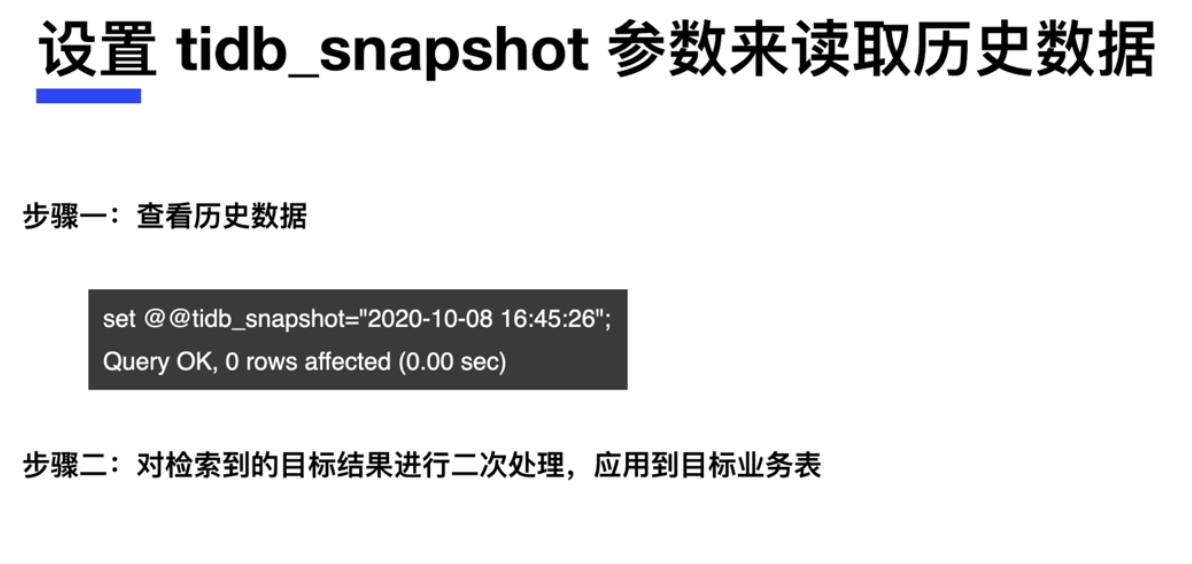 设置 tidb_snapshot 参数来读取历史数据
步骤一：查看历史数据
set @@tidb_snapshot="2020-10-08 16:45:26";
Query OK, 0 rows affected (0.00 sec)
步骤二：对检索到的目标结果进行二次处理，应用到目标业务表